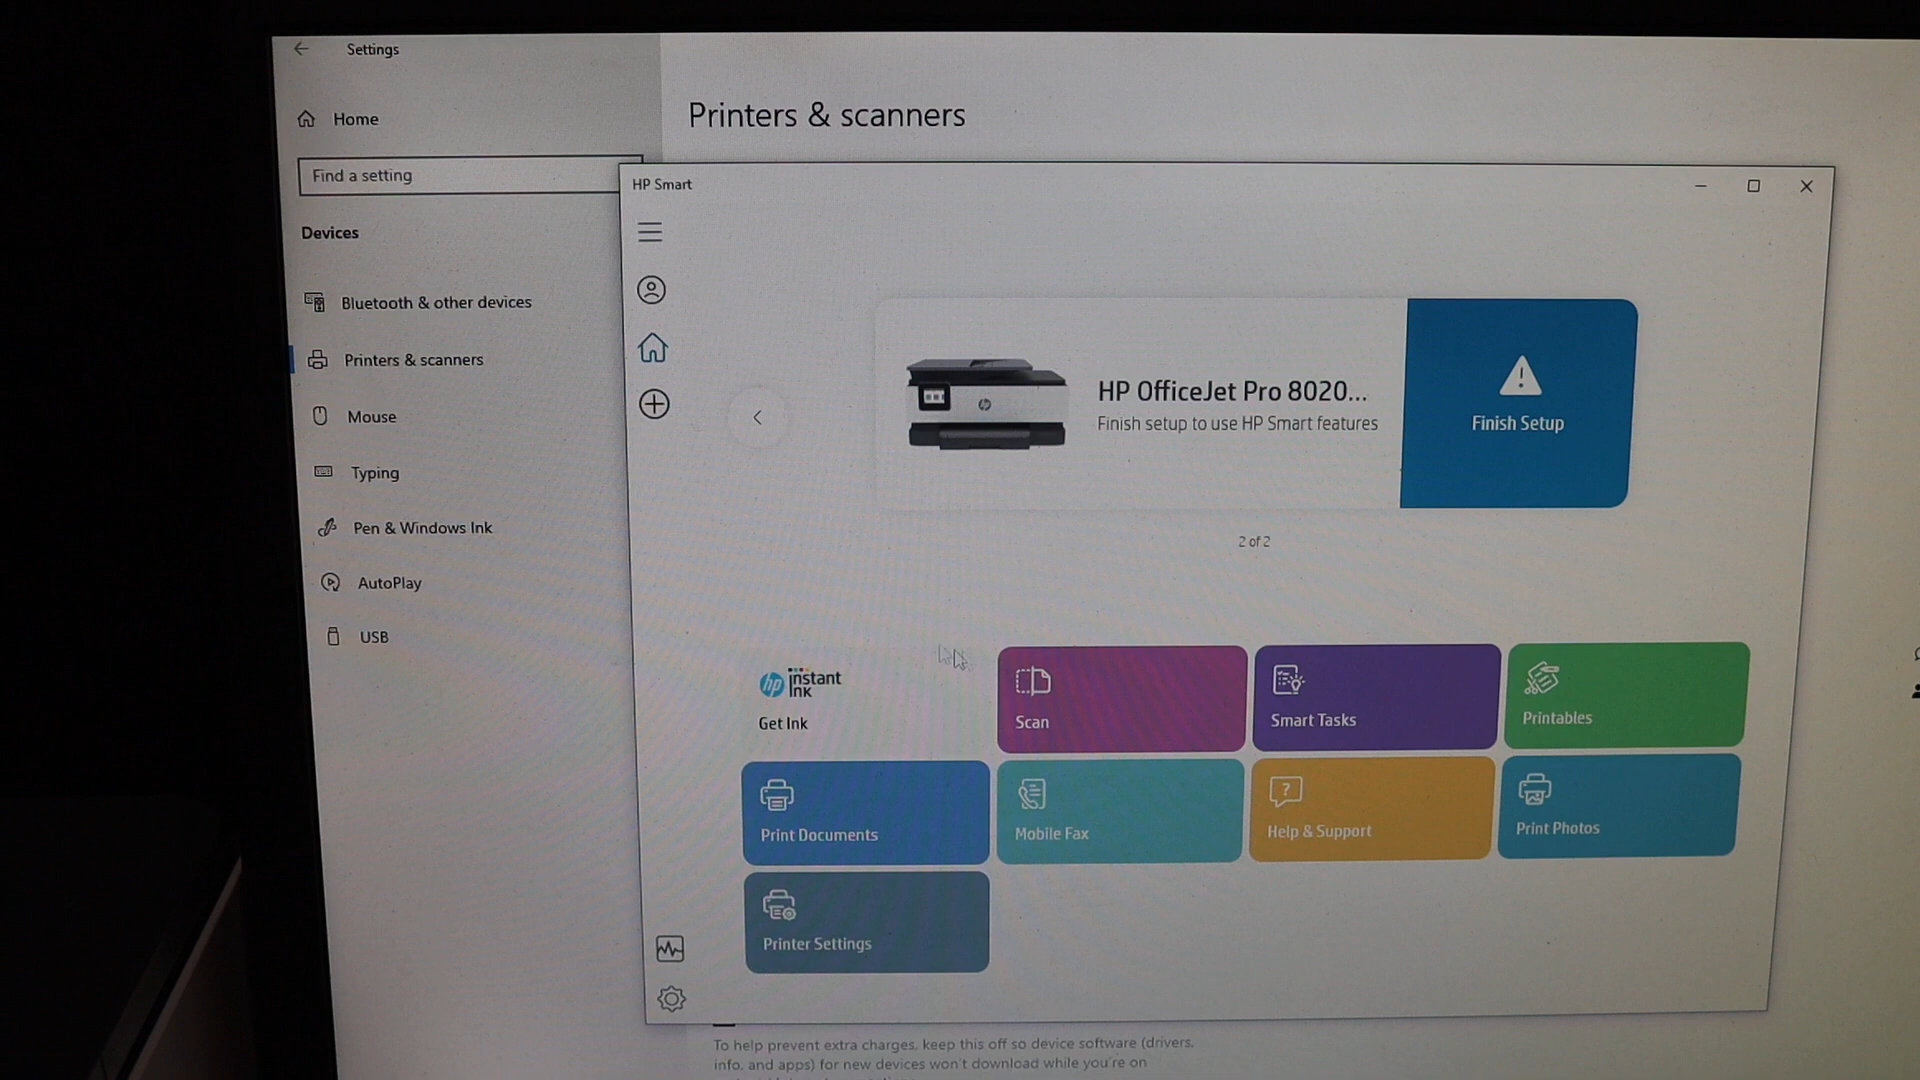 Settings
Home
Find a setting
Devices
Bluetooth & other devices
Printers & scanners
Mouse
Typing
Pen & Windows Ink
AutoPlay
USB
Printers & scanners
HP Smart
HP OfficeJet Pro 8020...
Finish setup to use HP Smart features
Finish Setup
2 of 2
hp instant ink
Get Ink
Scan
Smart Tasks
Printables
Print Documents
Mobile Fax
? Help & Support
Print Photos
Printer Settings
To help prevent extra charges, keep this off so device software (drivers,
info, and apps) for new devices won't download while you're on